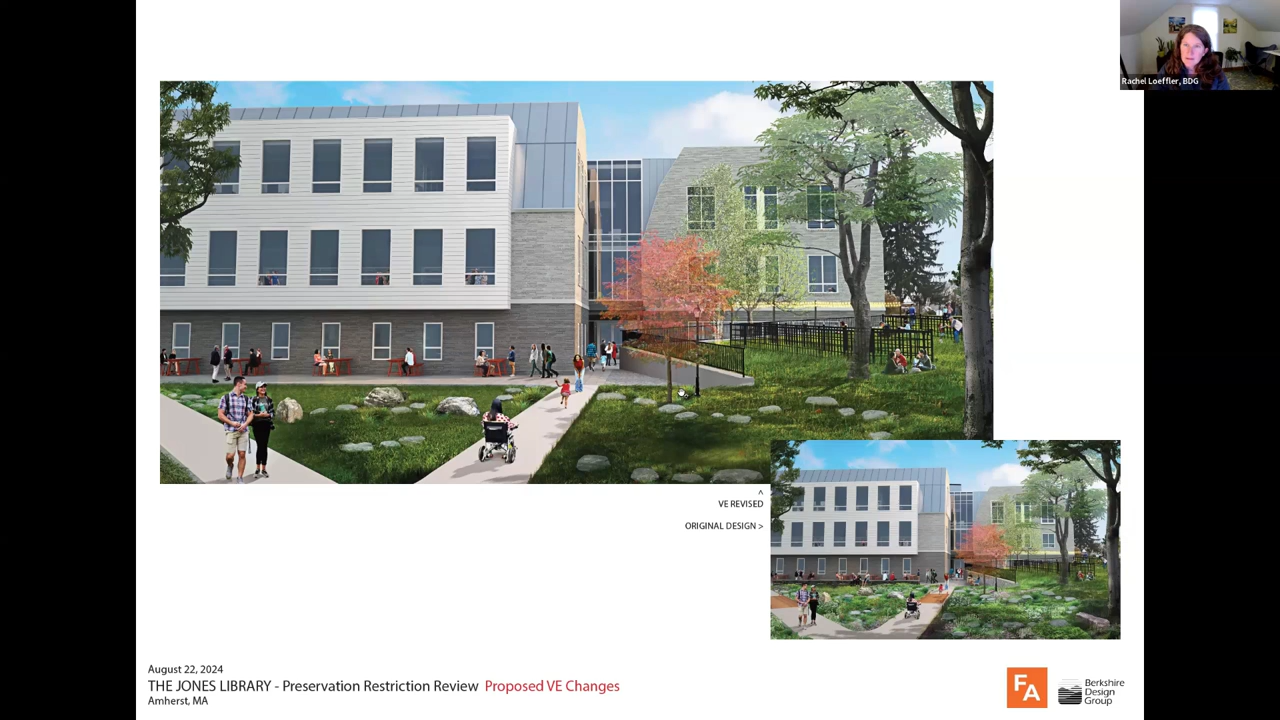 Rachel Loeffler, BDG
^
VE REVISED
ORIGINAL DESIGN >
August 22, 2024
THE JONES LIBRARY - Preservation Restriction Review Proposed VE Changes
Amherst, MA
FA
Berkshire
Design
Group